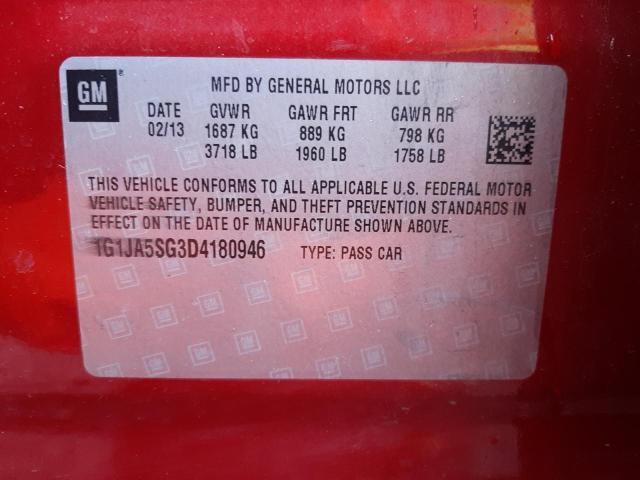 GM
MFD BY GENERAL MOTORS LLC
DATE GVWR GAWR FRT GAWR RR
02/13 1687 KG 889 KG 798 KG
3718 LB 1960 LB 1758 LB
THIS VEHICLE CONFORMS TO ALL APPLICABLE U.S. FEDERAL MOTOR
VEHICLE SAFETY, BUMPER, AND THEFT PREVENTION STANDARDS IN
EFFECT ON THE DATE OF MANUFACTURE SHOWN ABOVE.
1G1JA5SG3D4180946 TYPE: PASS CAR